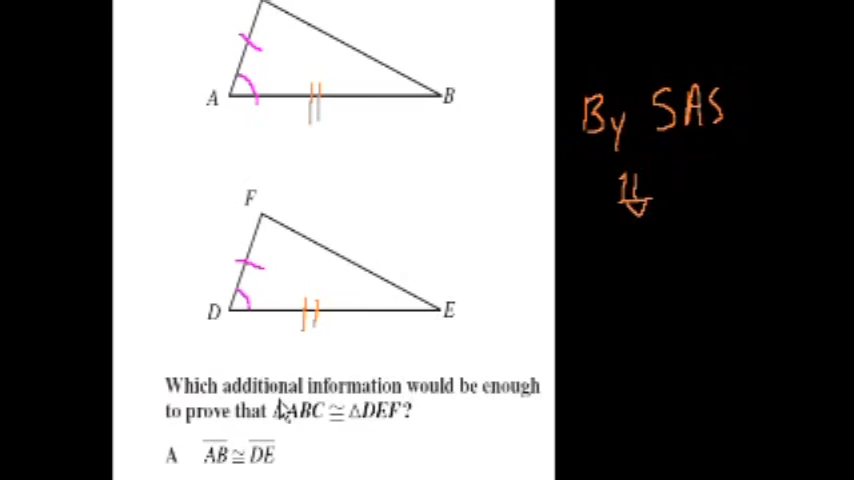 A
B
By SAS
F
D
E
Which additional information would be enough
to prove that △ABC ≅ △DEF?
A AB ≅ DE